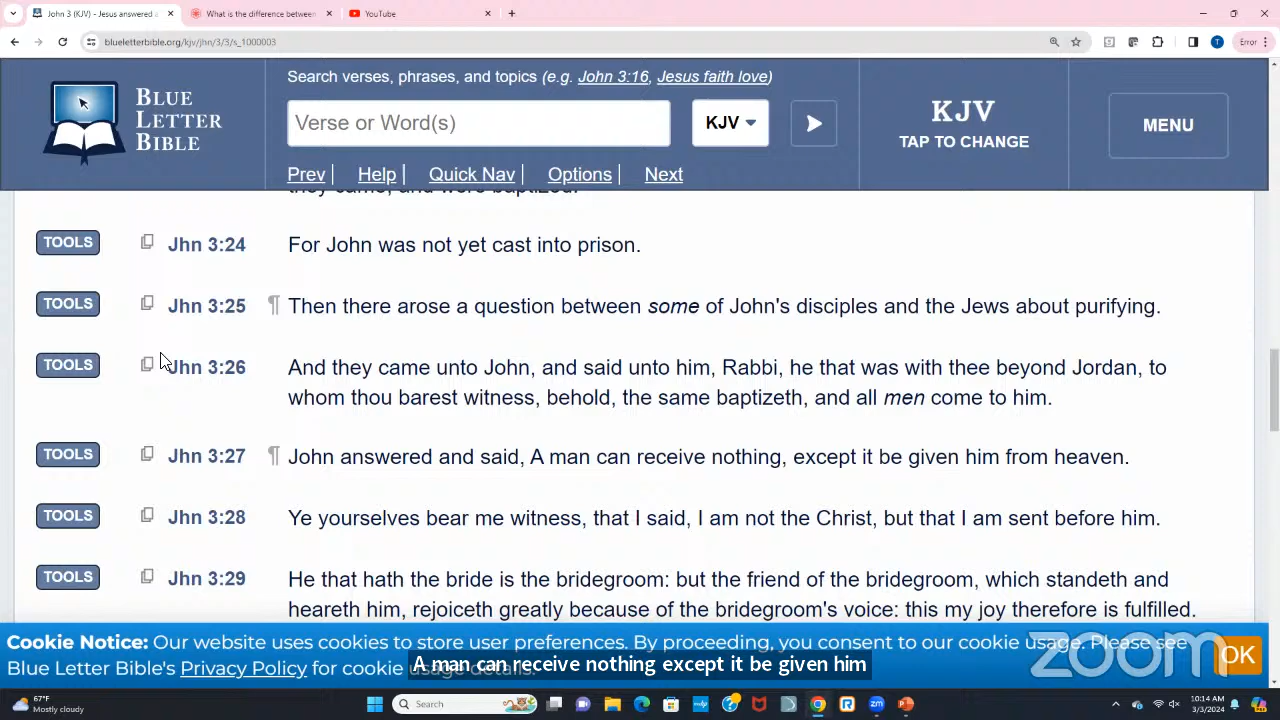 John 3 (KJV) - Jesus answered a
What is the difference between
YouTube
blueletterbible.org/kjv/jhn/3/3/s_1000003
Error
BLUE
LETTER
BIBLE
Search verses, phrases, and topics (e.g. John 3:16, Jesus faith love)
Verse or Word(s)
KJV
KJV
TAP TO CHANGE
MENU
Prev | Help | Quick Nav | Options | Next
they came, and were baptized.
TOOLS Jhn 3:24 For John was not yet cast into prison.
TOOLS Jhn 3:25 ¶ Then there arose a question between some of John's disciples and the Jews about purifying.
TOOLS Jhn 3:26 And they came unto John, and said unto him, Rabbi, he that was with thee beyond Jordan, to
whom thou barest witness, behold, the same baptizeth, and all men come to him.
TOOLS Jhn 3:27 ¶ John answered and said, A man can receive nothing, except it be given him from heaven.
TOOLS Jhn 3:28 Ye yourselves bear me witness, that I said, I am not the Christ, but that I am sent before him.
TOOLS Jhn 3:29 He that hath the bride is the bridegroom: but the friend of the bridegroom, which standeth and
heareth him, rejoiceth greatly because of the bridegroom's voice: this my joy therefore is fulfilled.
Cookie Notice: Our website uses cookies to store user preferences. By proceeding, you consent to our cookie usage. Please see
Blue Letter Bible's Privacy Policy for cookie usage details.
OK
zoom
A man can receive nothing except it be given him
67°F
Mostly cloudy
Search
10:14 AM
3/3/2024